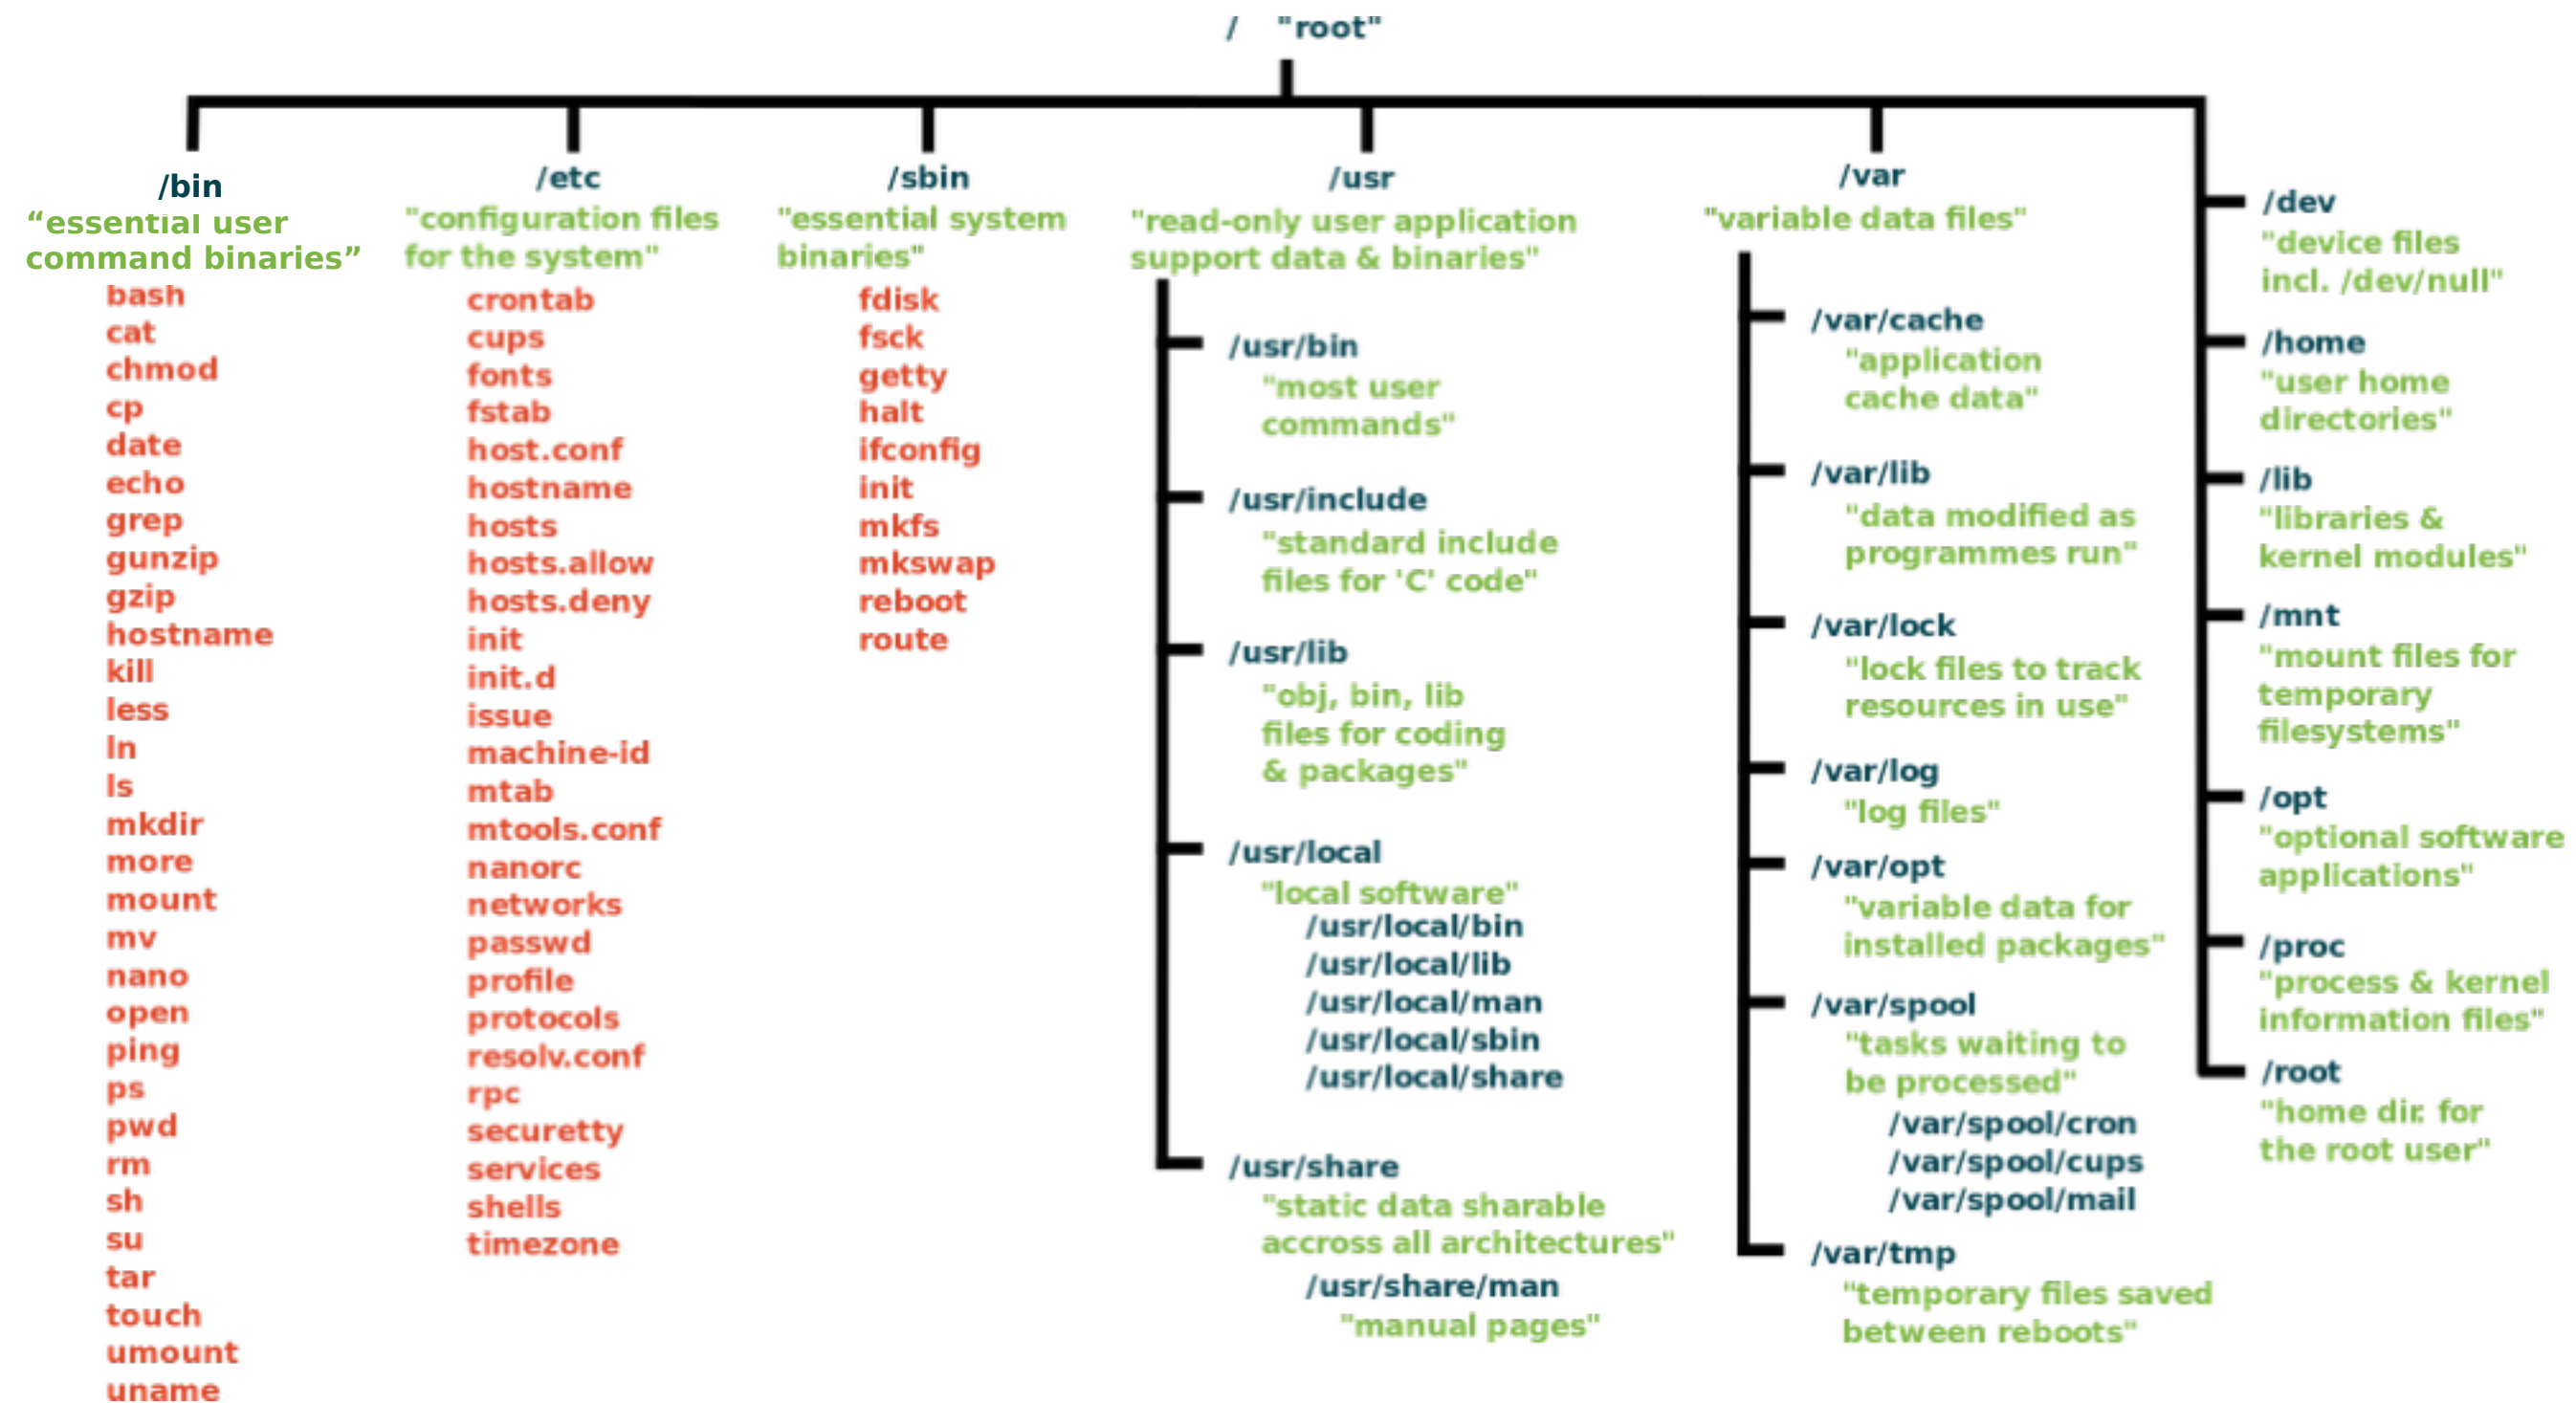 / "root"
/bin
“essential user
command binaries”
bash
cat
chmod
cp
date
echo
grep
gunzip
gzip
hostname
kill
less
ln
ls
mkdir
more
mount
mv
nano
open
ping
ps
pwd
rm
sh
su
tar
touch
umount
uname
/etc
"configuration files
for the system"
crontab
cups
fonts
fstab
host.conf
hostname
hosts
hosts.allow
hosts.deny
init
init.d
issue
machine-id
mtab
mtools.conf
nanorc
networks
passwd
profile
protocols
resolv.conf
rpc
securetty
services
shells
timezone
/sbin
"essential system
binaries"
fdisk
fsck
getty
halt
ifconfig
init
mkfs
mkswap
reboot
route
/usr
"read-only user application
support data & binaries"
/usr/bin
"most user
commands"
/usr/include
"standard include
files for 'C' code"
/usr/lib
"obj, bin, lib
files for coding
& packages"
/usr/local
"local software"
/usr/local/bin
/usr/local/lib
/usr/local/man
/usr/local/sbin
/usr/local/share
/usr/share
"static data sharable
accross all architectures"
/usr/share/man
"manual pages"
/var
"variable data files"
/var/cache
"application
cache data"
/var/lib
"data modified as
programmes run"
/var/lock
"lock files to track
resources in use"
/var/log
"log files"
/var/opt
"variable data for
installed packages"
/var/spool
"tasks waiting to
be processed"
/var/spool/cron
/var/spool/cups
/var/spool/mail
/var/tmp
"temporary files saved
between reboots"
/dev
"device files
incl. /dev/null"
/home
"user home
directories"
/lib
"libraries &
kernel modules"
/mnt
"mount files for
temporary
filesystems"
/opt
"optional software
applications"
/proc
"process & kernel
information files"
/root
"home dir. for
the root user"